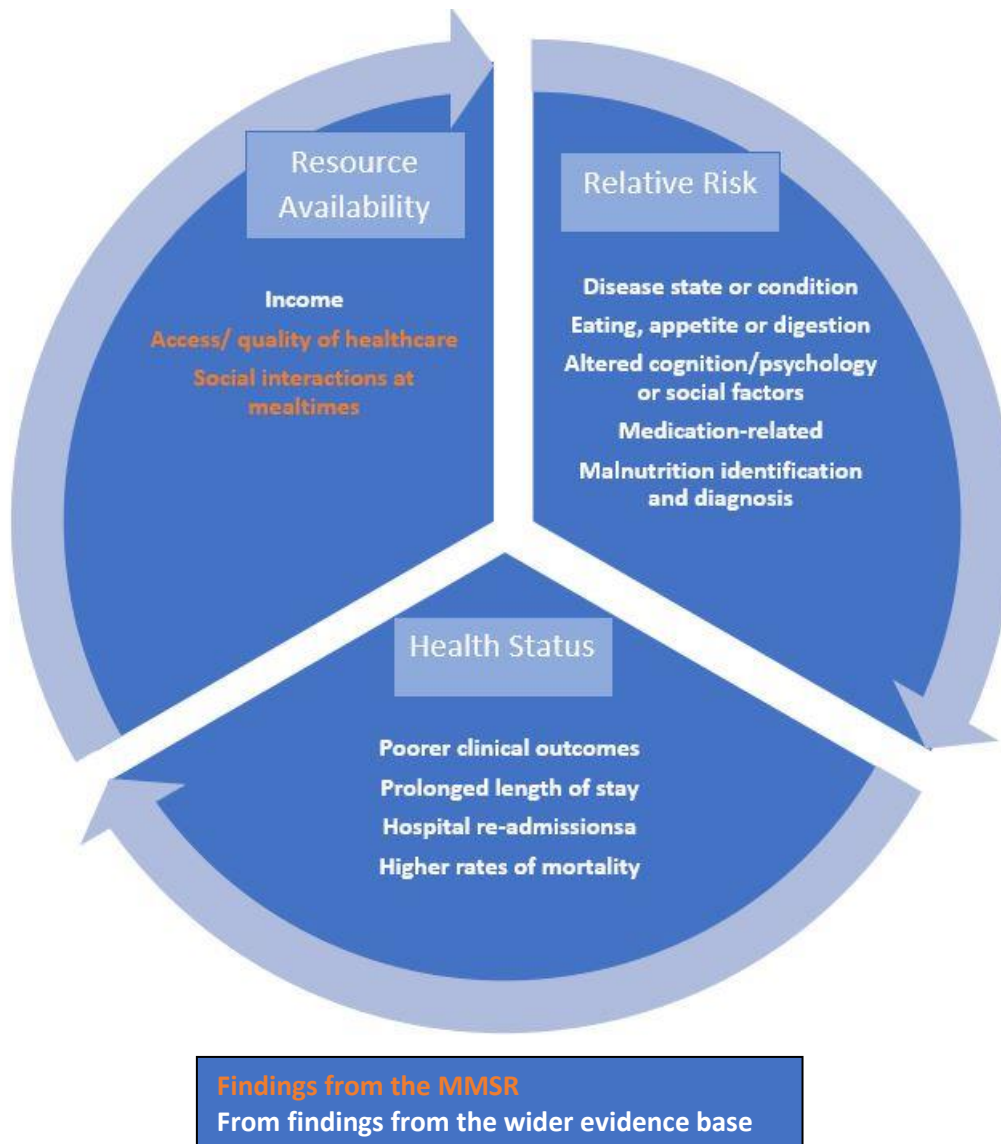 Resource
Availability
Income
Access/ quality of healthcare
Social interactions at
mealtimes
Relative Risk
Disease state or condition
Eating, appetite or digestion
Altered cognition/psychology
or social factors
Medication-related
Malnutrition identification
and diagnosis
Health Status
Poorer clinical outcomes
Prolonged length of stay
Hospital re-admissionsa
Higher rates of mortality
Findings from the MMSR
From findings from the wider evidence base